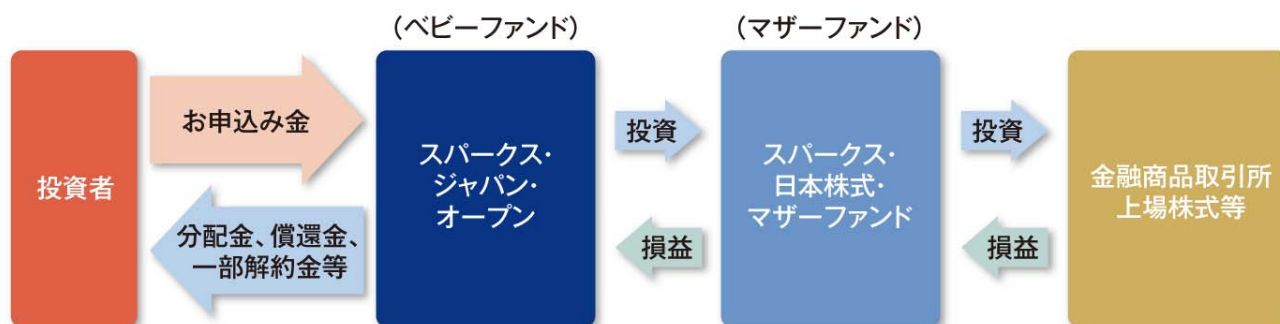 (ベビーファンド)
(マザーファンド)
投資者
お申込み金
分配金、償還金、
一部解約金等
スパークス・
ジャパン・
オープン
投資
損益
スパークス・
日本株式・
マザーファンド
投資
損益
金融商品取引所
上場株式等